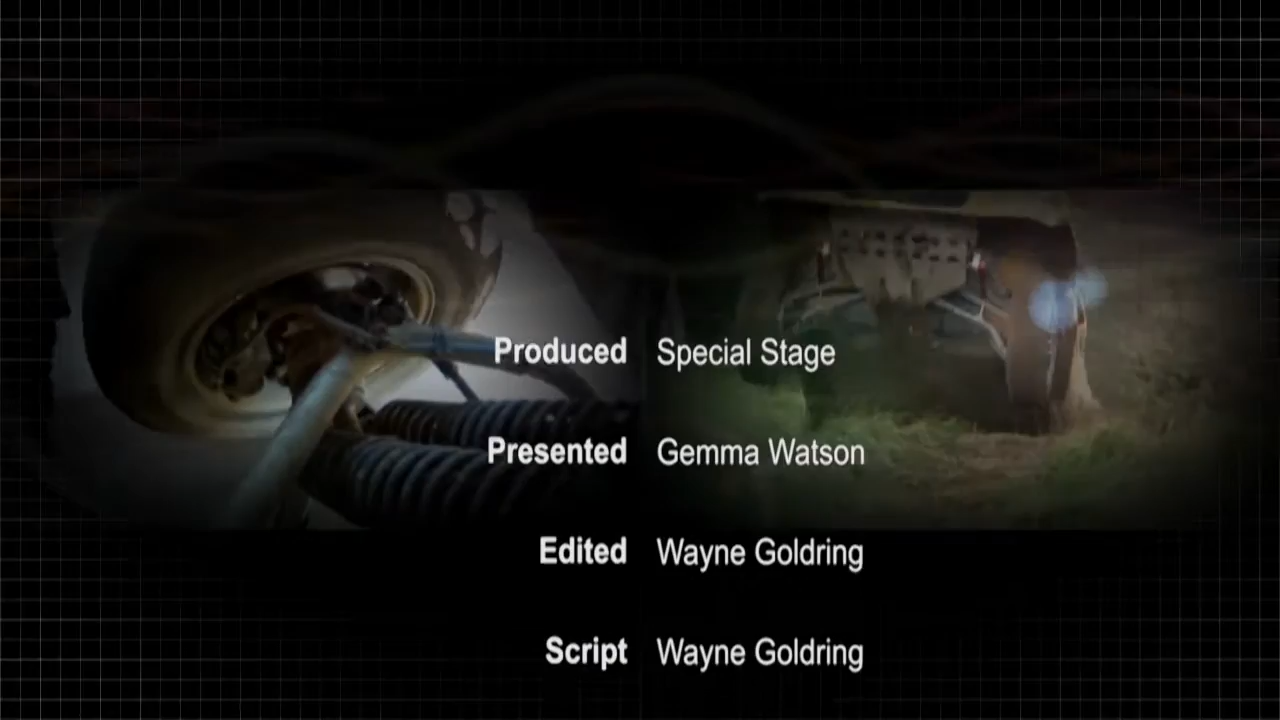 Produced Special Stage
Presented Gemma Watson
Edited Wayne Goldring
Script Wayne Goldring